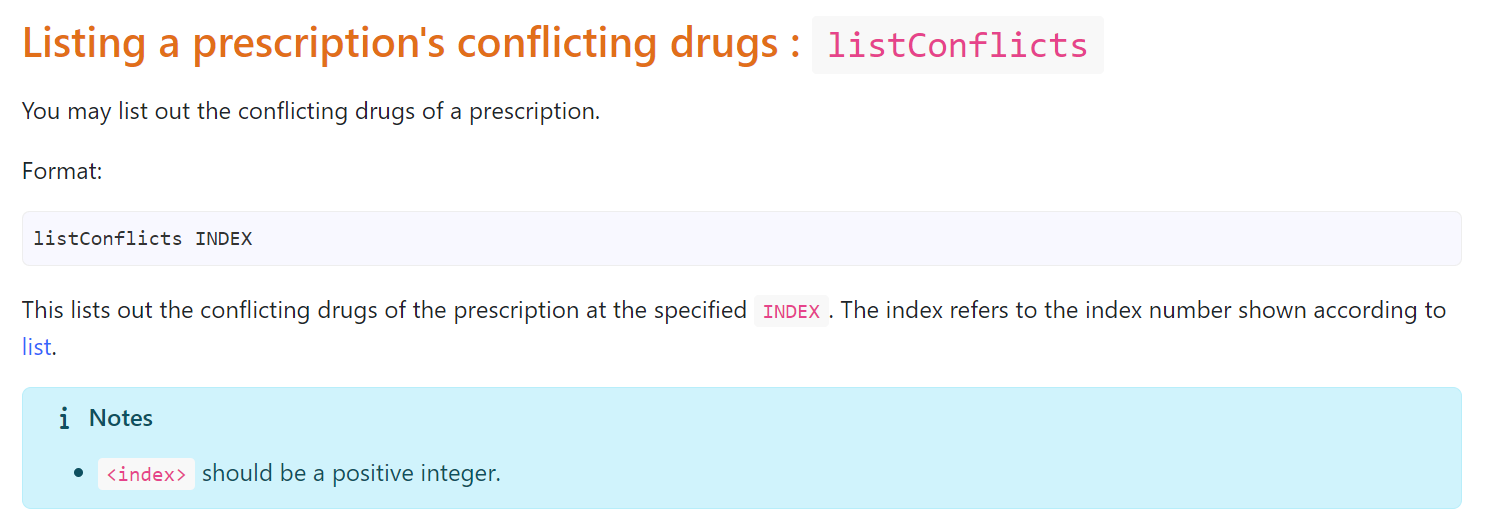 Listing a prescription's conflicting drugs : listConflicts
You may list out the conflicting drugs of a prescription.
Format:
listConflicts INDEX
This lists out the conflicting drugs of the prescription at the specified INDEX. The index refers to the index number shown according to
list.
i Notes
• <index> should be a positive integer.